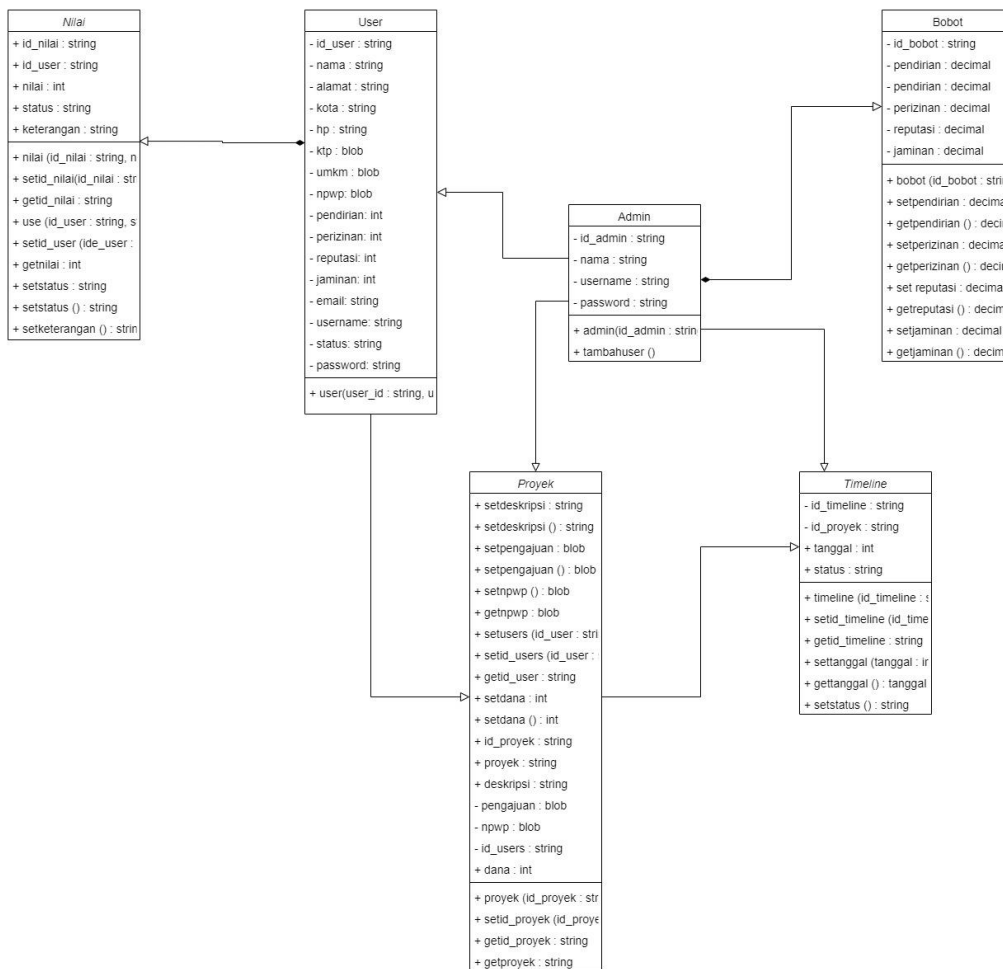 Nilai
+ id_nilai : string
+ id_user : string
+ nilai : int
+ status : string
+ keterangan : string
+ nilai (id_nilai : string, n
+ setid_nilai(id_nilai : str
+ getid_nilai : string
+ use (id_user : string, s
+ setid_user (ide_user :
+ getnilai : int
+ setstatus : string
+ setstatus () : string
+ setketerangan () : strin
User
- id_user : string
- nama : string
- alamat : string
- kota : string
- hp : string
- ktp : blob
- umkm : blob
- npwp: blob
- pendirian: int
- perizinan: int
- reputasi: int
- jaminan: int
- email: string
- username: string
- status: string
- password: string
+ user(user_id : string, u
Admin
- id_admin : string
- nama : string
- username : string
- password : string
+ admin(id_admin : strin
+ tambahuser ()
Bobot
- id_bobot : string
- pendirian : decimal
- pendirian : decimal
- perizinan : decimal
- reputasi : decimal
- jaminan : decimal
+ bobot (id_bobot : strin
+ setpendirian : decima
+ getpendirian () : decim
+ setperizinan : decimal
+ getperizinan () : decim
+ set reputasi : decimal
+ getreputasi () : decim
+ setjaminan : decimal
+ getjaminan () : decim
Proyek
+ setdeskripsi : string
+ setdeskripsi () : string
+ setpengajuan : blob
+ setpengajuan () : blob
+ setnpwp () : blob
+ getnpwp : blob
+ setusers (id_user : stri
+ setid_users (id_user :
+ getid_user : string
+ setdana : int
+ setdana () : int
+ id_proyek : string
+ proyek : string
+ deskripsi : string
- pengajuan : blob
- npwp : blob
- id_users : string
+ dana : int
+ proyek (id_proyek : str
+ setid_proyek (id_proye
+ getid_proyek : string
+ getproyek : string
Timeline
- id_timeline : string
- id_proyek : string
+ tanggal : int
+ status : string
+ timeline (id_timeline : s
+ setid_timeline (id_time
+ getid_timeline : string
+ settanggal (tanggal : in
+ gettanggal () : tanggal
+ setstatus () : string